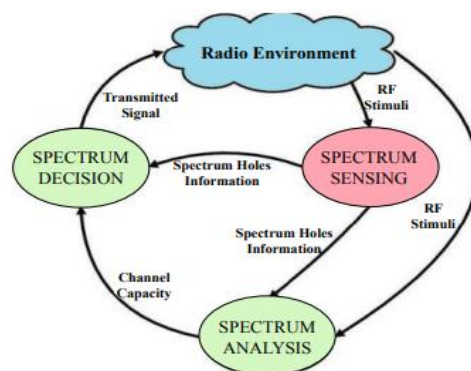 Radio Environment
Transmitted
Signal
RF
Stimuli
SPECTRUM
DECISION
Spectrum Holes
Information
SPECTRUM
SENSING
RF
Stimuli
Spectrum Holes
Information
Channel
Capacity
SPECTRUM
ANALYSIS